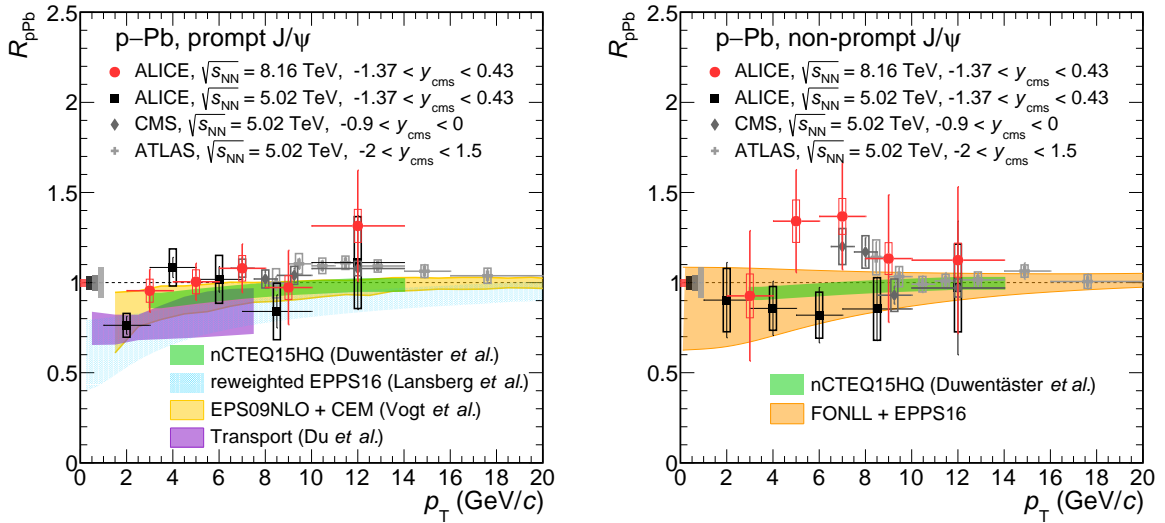 R_pPb
2.5
2
1.5
1
0.5
0
p–Pb, prompt J/ψ
ALICE, √s_NN = 8.16 TeV, -1.37 < y_cms < 0.43
ALICE, √s_NN = 5.02 TeV, -1.37 < y_cms < 0.43
CMS, √s_NN = 5.02 TeV, -0.9 < y_cms < 0
ATLAS, √s_NN = 5.02 TeV, -2 < y_cms < 1.5
nCTEQ15HQ (Duwentäster et al.)
reweighted EPPS16 (Lansberg et al.)
EPS09NLO + CEM (Vogt et al.)
Transport (Du et al.)
0 2 4 6 8 10 12 14 16 18 20
p_T (GeV/c)
R_pPb
2.5
2
1.5
1
0.5
0
p–Pb, non-prompt J/ψ
ALICE, √s_NN = 8.16 TeV, -1.37 < y_cms < 0.43
ALICE, √s_NN = 5.02 TeV, -1.37 < y_cms < 0.43
CMS, √s_NN = 5.02 TeV, -0.9 < y_cms < 0
ATLAS, √s_NN = 5.02 TeV, -2 < y_cms < 1.5
nCTEQ15HQ (Duwentäster et al.)
FONLL + EPPS16
0 2 4 6 8 10 12 14 16 18 20
p_T (GeV/c)